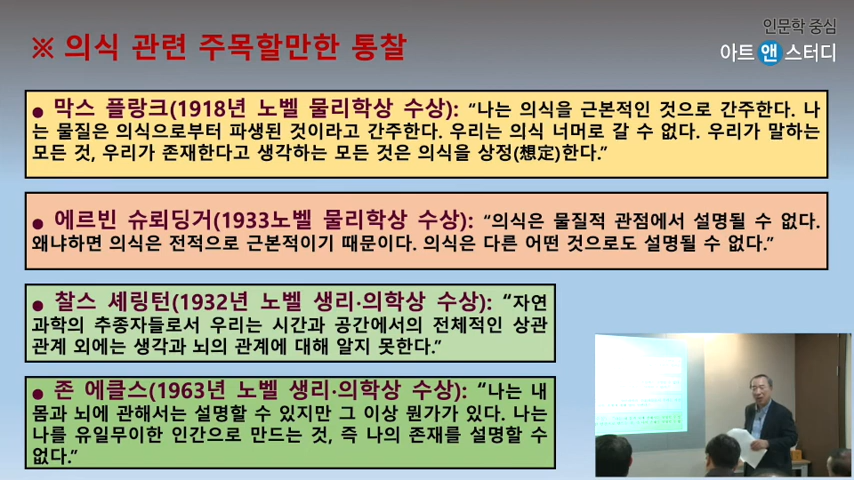 인문학 중심
아트 앤 스터디
※ 의식 관련 주목할만한 통찰
● 막스 플랑크(1918년 노벨 물리학상 수상): “나는 의식을 근본적인 것으로 간주한다. 나
는 물질은 의식으로부터 파생된 것이라고 간주한다. 우리는 의식 너머로 갈 수 없다. 우리가 말하는
모든 것, 우리가 존재한다고 생각하는 모든 것은 의식을 상정(想定)한다.”
● 에르빈 슈뢰딩거(1933노벨 물리학상 수상): “의식은 물질적 관점에서 설명될 수 없다.
왜냐하면 의식은 전적으로 근본적이기 때문이다. 의식은 다른 어떤 것으로도 설명될 수 없다.”
● 찰스 셰링턴(1932년 노벨 생리·의학상 수상): “자연
과학의 추종자들로서 우리는 시간과 공간에서의 전체적인 상관
관계 외에는 생각과 뇌의 관계에 대해 알지 못한다.”
● 존 에클스(1963년 노벨 생리·의학상 수상): “나는 내
몸과 뇌에 관해서는 설명할 수 있지만 그 이상 뭔가가 있다. 나는
나를 유일무이한 인간으로 만드는 것, 즉 나의 존재를 설명할 수
없다.”